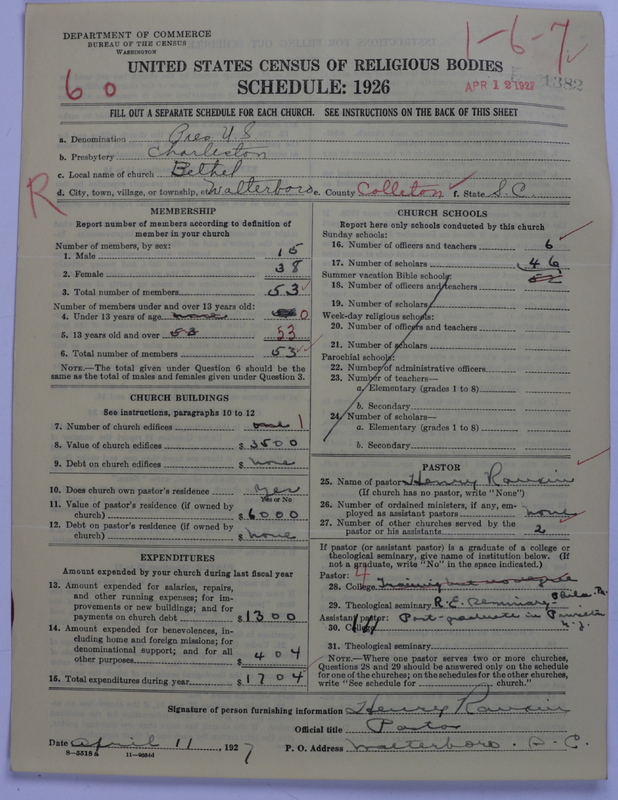 DEPARTMENT OF COMMERCE
BUREAU OF THE CENSUS
WASHINGTON
1-6-7
UNITED STATES CENSUS OF RELIGIOUS BODIES
SCHEDULE: 1926
60
APR 12 1927
FILL OUT A SEPARATE SCHEDULE FOR EACH CHURCH. SEE INSTRUCTIONS ON THE BACK OF THIS SHEET
a. Denomination Pres U S
b. Presbytery Charleston
c. Local name of church Bethel
d. City, town, village, or township, etc Walterboro e. County Colleton f. State S.C.
R
MEMBERSHIP
Report number of members according to definition of member in your church
Number of members, by sex:
1. Male 15
2. Female 38
3. Total number of members 53
Number of members under and over 13 years old:
4. Under 13 years of age none 0
5. 13 years old and over 53 53
6. Total number of members 53
NOTE.—The total given under Question 6 should be
same as the total of males and females given under Question 3.
CHURCH BUILDINGS
See instructions, paragraphs 10 to 12
7. Number of church edifices one 1
8. Value of church edifices $ 3500
9. Debt on church edifices $ none
10. Does church own pastor's residence Yes
Yes or No
11. Value of pastor's residence (if owned by
church) $ 6000
12. Debt on pastor's residence (if owned by
church) $ none
EXPENDITURES
Amount expended by your church during last fiscal year
13. Amount expended for salaries, repairs,
and other running expenses; for im-
provements or new buildings; and for
payments on church debt $ 1300
14. Amount expended for benevolences, in-
cluding home and foreign missions; for
denominational support; and for all
other purposes $ 404
15. Total expenditures during year $ 1704
CHURCH SCHOOLS
Report here only schools conducted by this church
Sunday schools:
16. Number of officers and teachers 6
17. Number of scholars 46
52
Summer vacation Bible schools:
18. Number of officers and teachers
19. Number of scholars
Week-day religious schools:
20. Number of officers and teachers
21. Number of scholars
Parochial schools:
22. Number of administrative officers
23. Number of teachers—
a. Elementary (grades 1 to 8)
b. Secondary
24. Number of scholars—
a. Elementary (grades 1 to 8)
b. Secondary
PASTOR
25. Name of pastor Henry Rankin
(If church has no pastor, write "None")
26. Number of ordained ministers, if any, em-
ployed as assistant pastors none
27. Number of other churches served by the
pastor or his assistants 2
If pastor (or assistant pastor) is a graduate of a college or
theological seminary, give name of institution below. (If
not a graduate, write "No" in the space indicated.)
Pastor:
28. College Training but no degree
29. Theological seminary R.E. Seminary, Phila. Pa.
Assistant pastor: Post-graduate in Princeton
30. College N.J.
31. Theological seminary
NOTE.—Where one pastor serves two or more churches,
Questions 28 and 29 should be answered only on the schedule
for one of the churches; on the schedules for the other churches,
write "See schedule for church."
Signature of person furnishing information Henry Rankin
Official title Pastor
Date April 11, 1927 P. O. Address Walterboro. S. C.
8—5518a